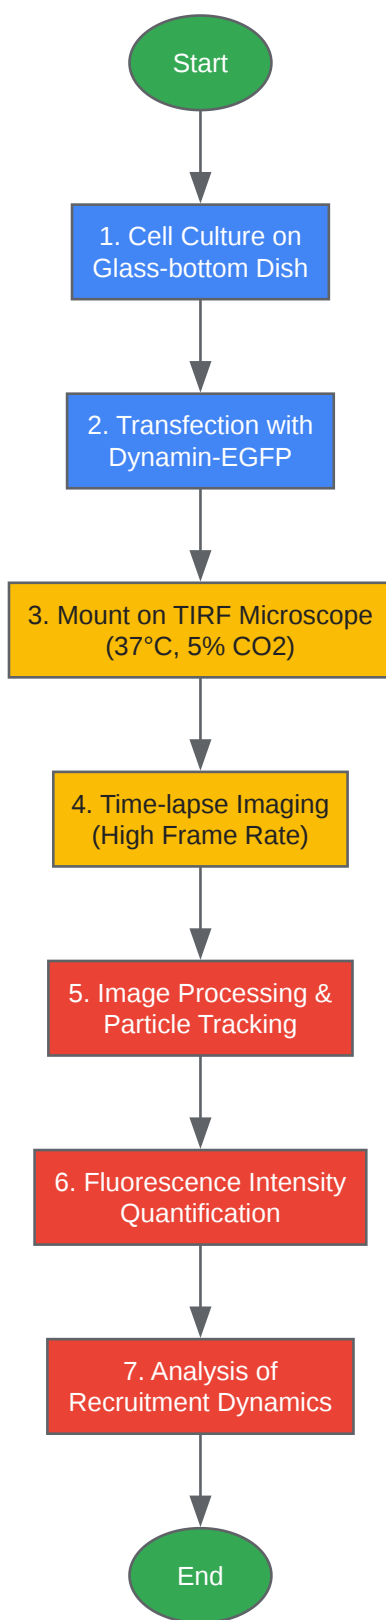 Start
1. Cell Culture on
Glass-bottom Dish
2. Transfection with
Dynamin-EGFP
3. Mount on TIRF Microscope
(37°C, 5% CO2)
4. Time-lapse Imaging
(High Frame Rate)
5. Image Processing &
Particle Tracking
6. Fluorescence Intensity
Quantification
7. Analysis of
Recruitment Dynamics
End